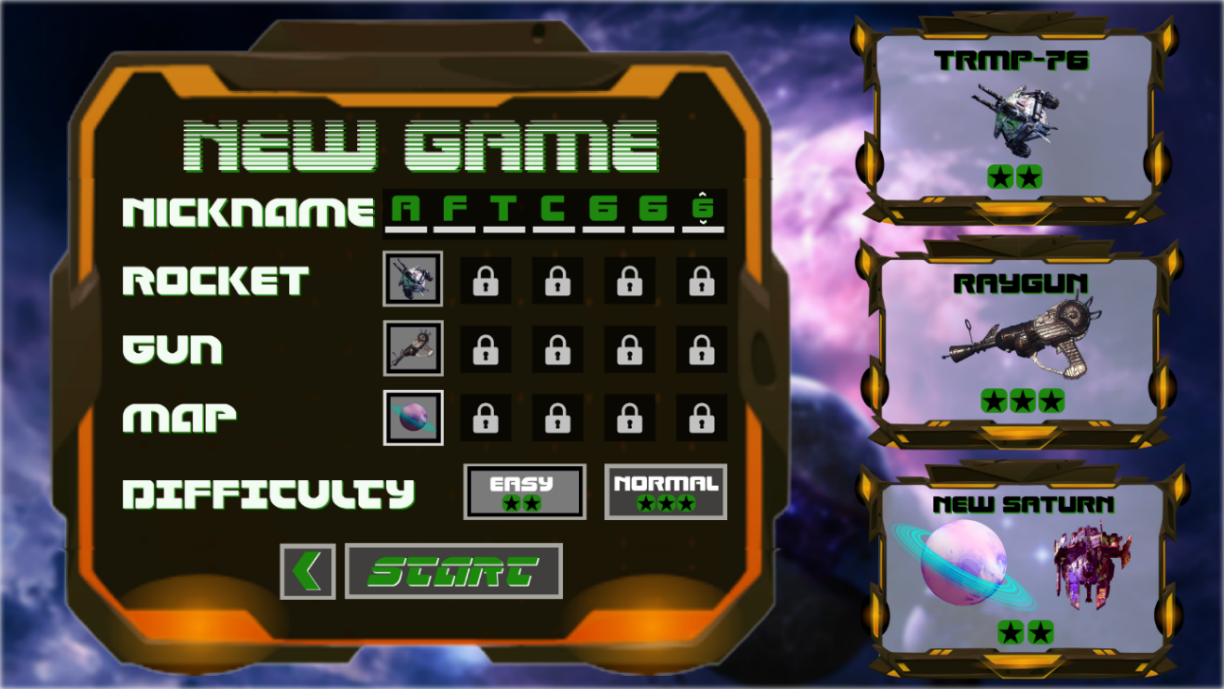 NEW GAME
NICKNAME A F T C 6 6 6
ROCKET
GUN
MAP
DIFFICULTY EASY NORMAL
START
TRMP-76
RAYGUN
NEW SATURN